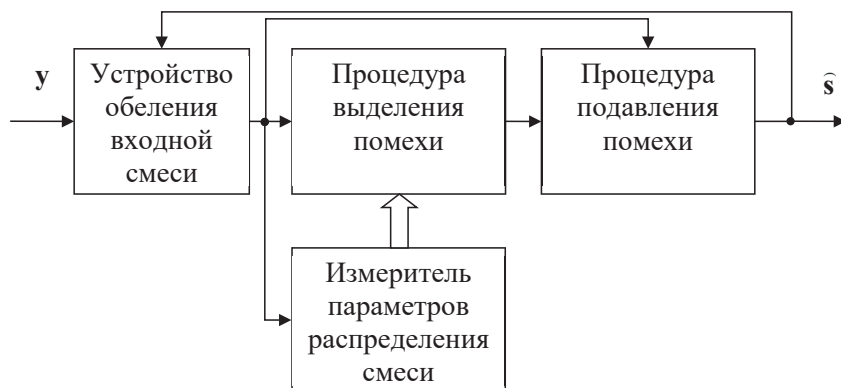 y
Устройство
обеления
входной
смеси
Процедура
выделения
помехи
Процедура
подавления
помехи
ŝ
Измеритель
параметров
распределения
смеси